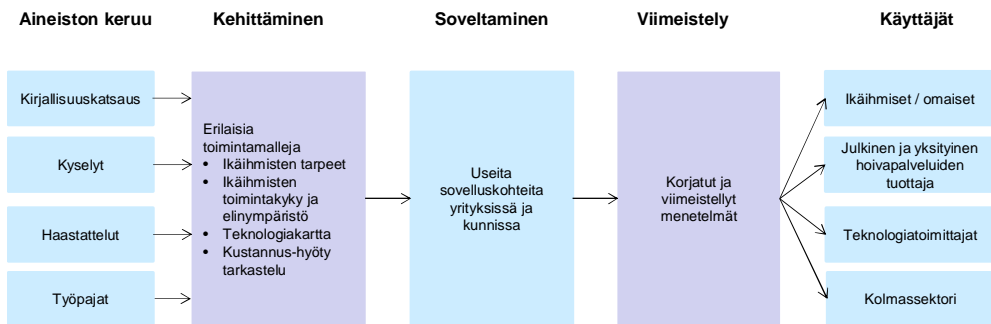 Aineiston keruu
Kehittäminen
Soveltaminen
Viimeistely
Käyttäjät
Kirjallisuuskatsaus
Kyselyt
Haastattelut
Työpajat
Erilaisia
toimintamalleja
• Ikäihmisten tarpeet
• Ikäihmisten
toimintakyky ja
elinympäristö
• Teknologiakartta
• Kustannus-hyöty
tarkastelu
Useita
sovelluskohteita
yrityksissä ja
kunnissa
Korjatut ja
viimeistellyt
menetelmät
Ikäihmiset / omaiset
Julkinen ja yksityinen
hoivapalveluiden
tuottaja
Teknologiatoimittajat
Kolmassektori